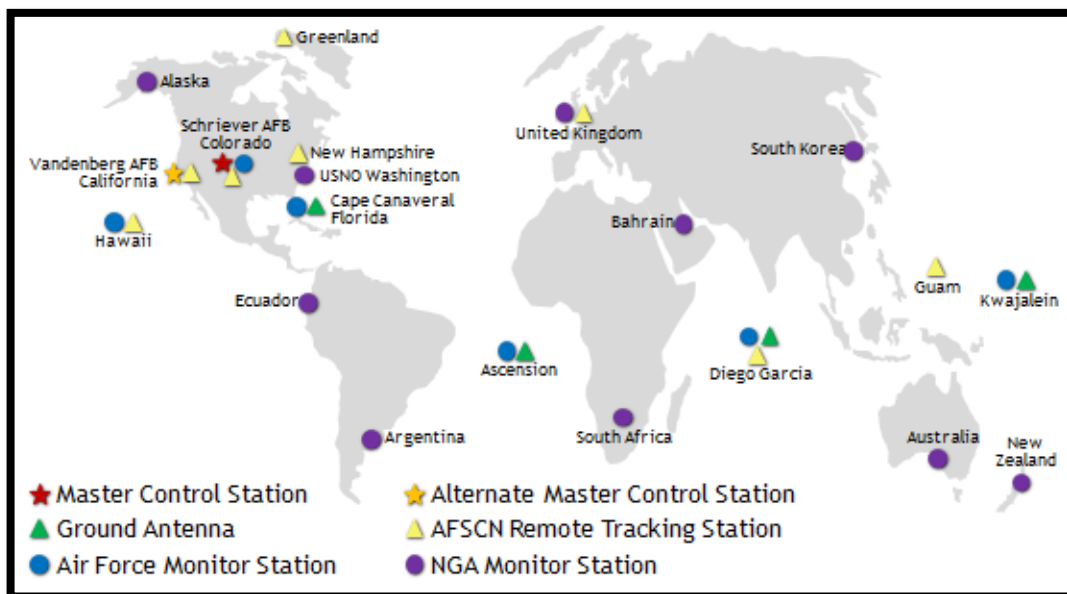 Greenland
Alaska
Schriever AFB
Colorado
Vandenberg AFB
California
New Hampshire
USNO Washington
Cape Canaveral
Florida
Hawaii
United Kingdom
South Korea
Bahrain
Guam
Kwajalein
Ecuador
Ascension
Diego Garcia
Argentina
South Africa
Australia
New
Zealand
Master Control Station
Alternate Master Control Station
Ground Antenna
AFSCN Remote Tracking Station
Air Force Monitor Station
NGA Monitor Station